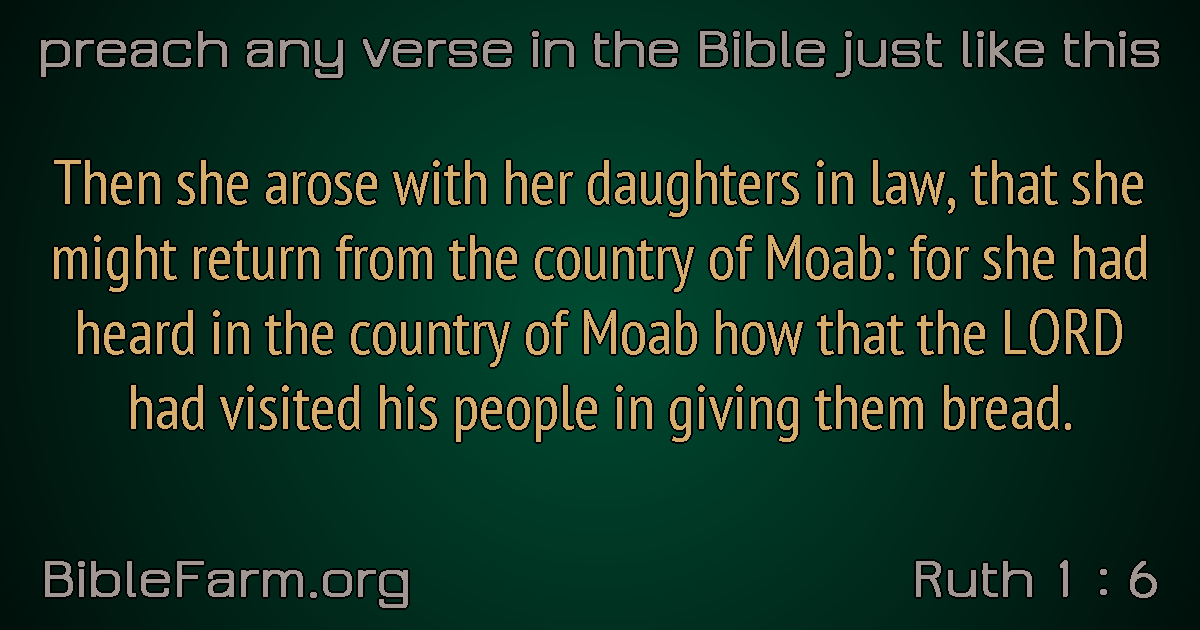 preach any verse in the Bible just like this
Then she arose with her daughters in law, that she
might return from the country of Moab: for she had
heard in the country of Moab how that the LORD
had visited his people in giving them bread.
BibleFarm.org
Ruth 1 : 6